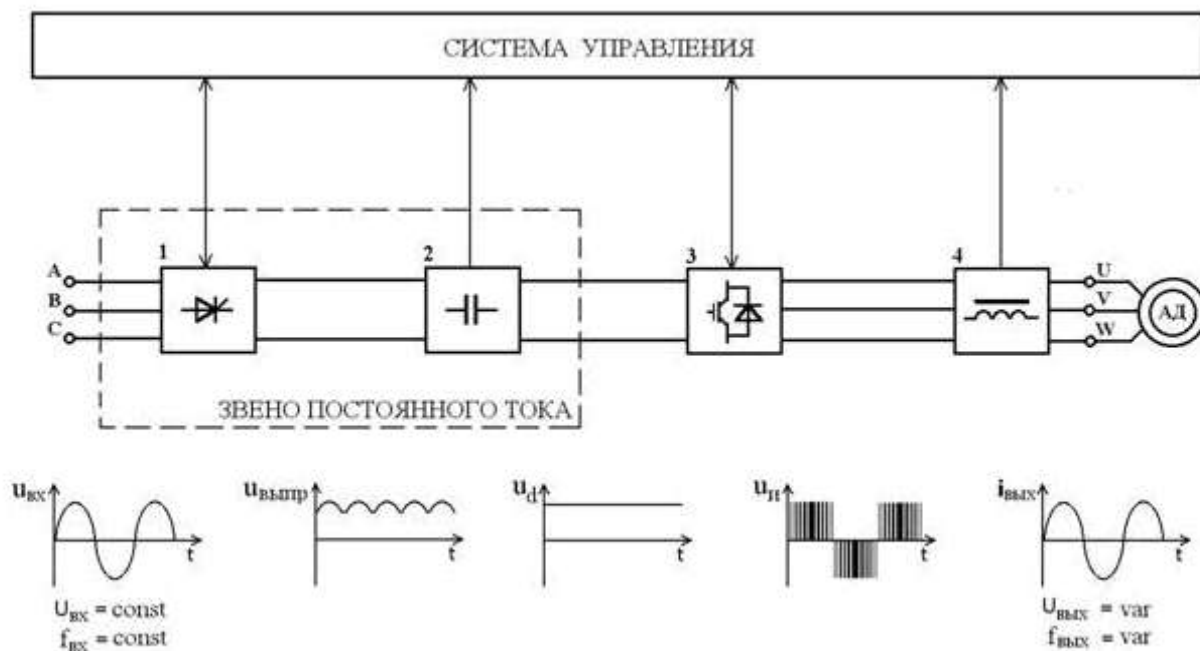 СИСТЕМА УПРАВЛЕНИЯ
1
2
3
4
A
B
C
U
V
W
АД
ЗВЕНО ПОСТОЯННОГО ТОКА
uвх
t
uвыпр
t
ud
t
uи
t
iвых
t
Uвх = const
fвх = const
Uвых = var
fвых = var